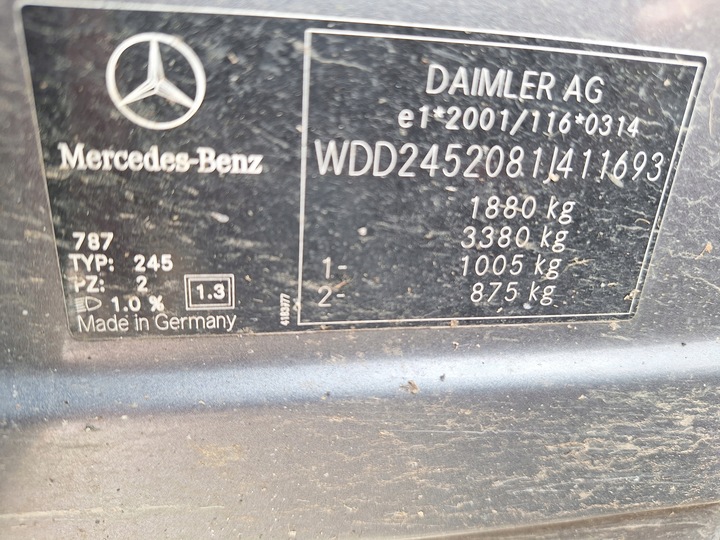 Mercedes-Benz
787
TYP: 245
PZ: 2
1.0 %
1.3
Made in Germany
DAIMLER AG
e1*2001/116*0314
WDD2452081J411693
1880 kg
3380 kg
1- 1005 kg
2- 875 kg